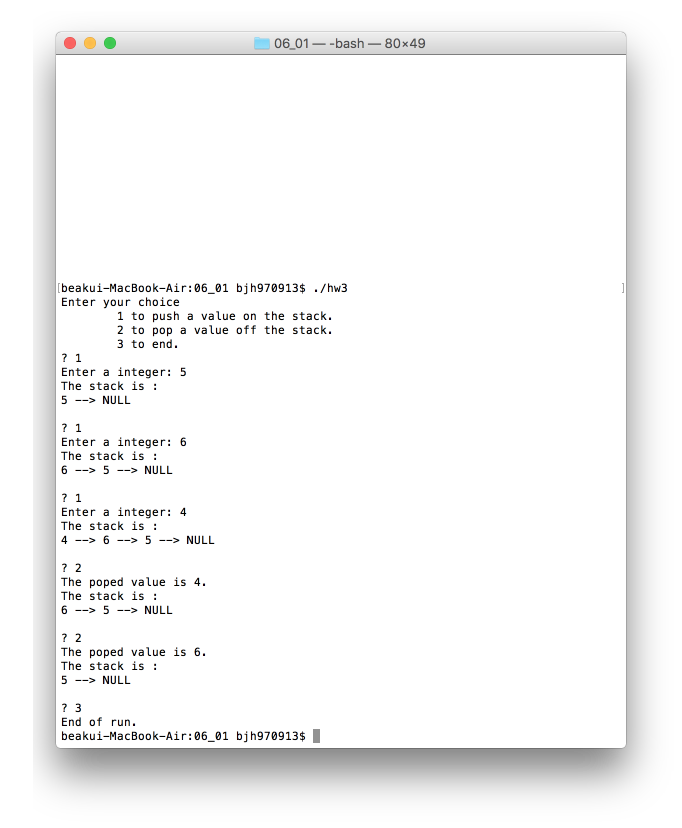 06_01 — -bash — 80×49
[beakui-MacBook-Air:06_01 bjh970913$ ./hw3 ]
Enter your choice
1 to push a value on the stack.
2 to pop a value off the stack.
3 to end.
? 1
Enter a integer: 5
The stack is :
5 --> NULL
? 1
Enter a integer: 6
The stack is :
6 --> 5 --> NULL
? 1
Enter a integer: 4
The stack is :
4 --> 6 --> 5 --> NULL
? 2
The poped value is 4.
The stack is :
6 --> 5 --> NULL
? 2
The poped value is 6.
The stack is :
5 --> NULL
? 3
End of run.
beakui-MacBook-Air:06_01 bjh970913$